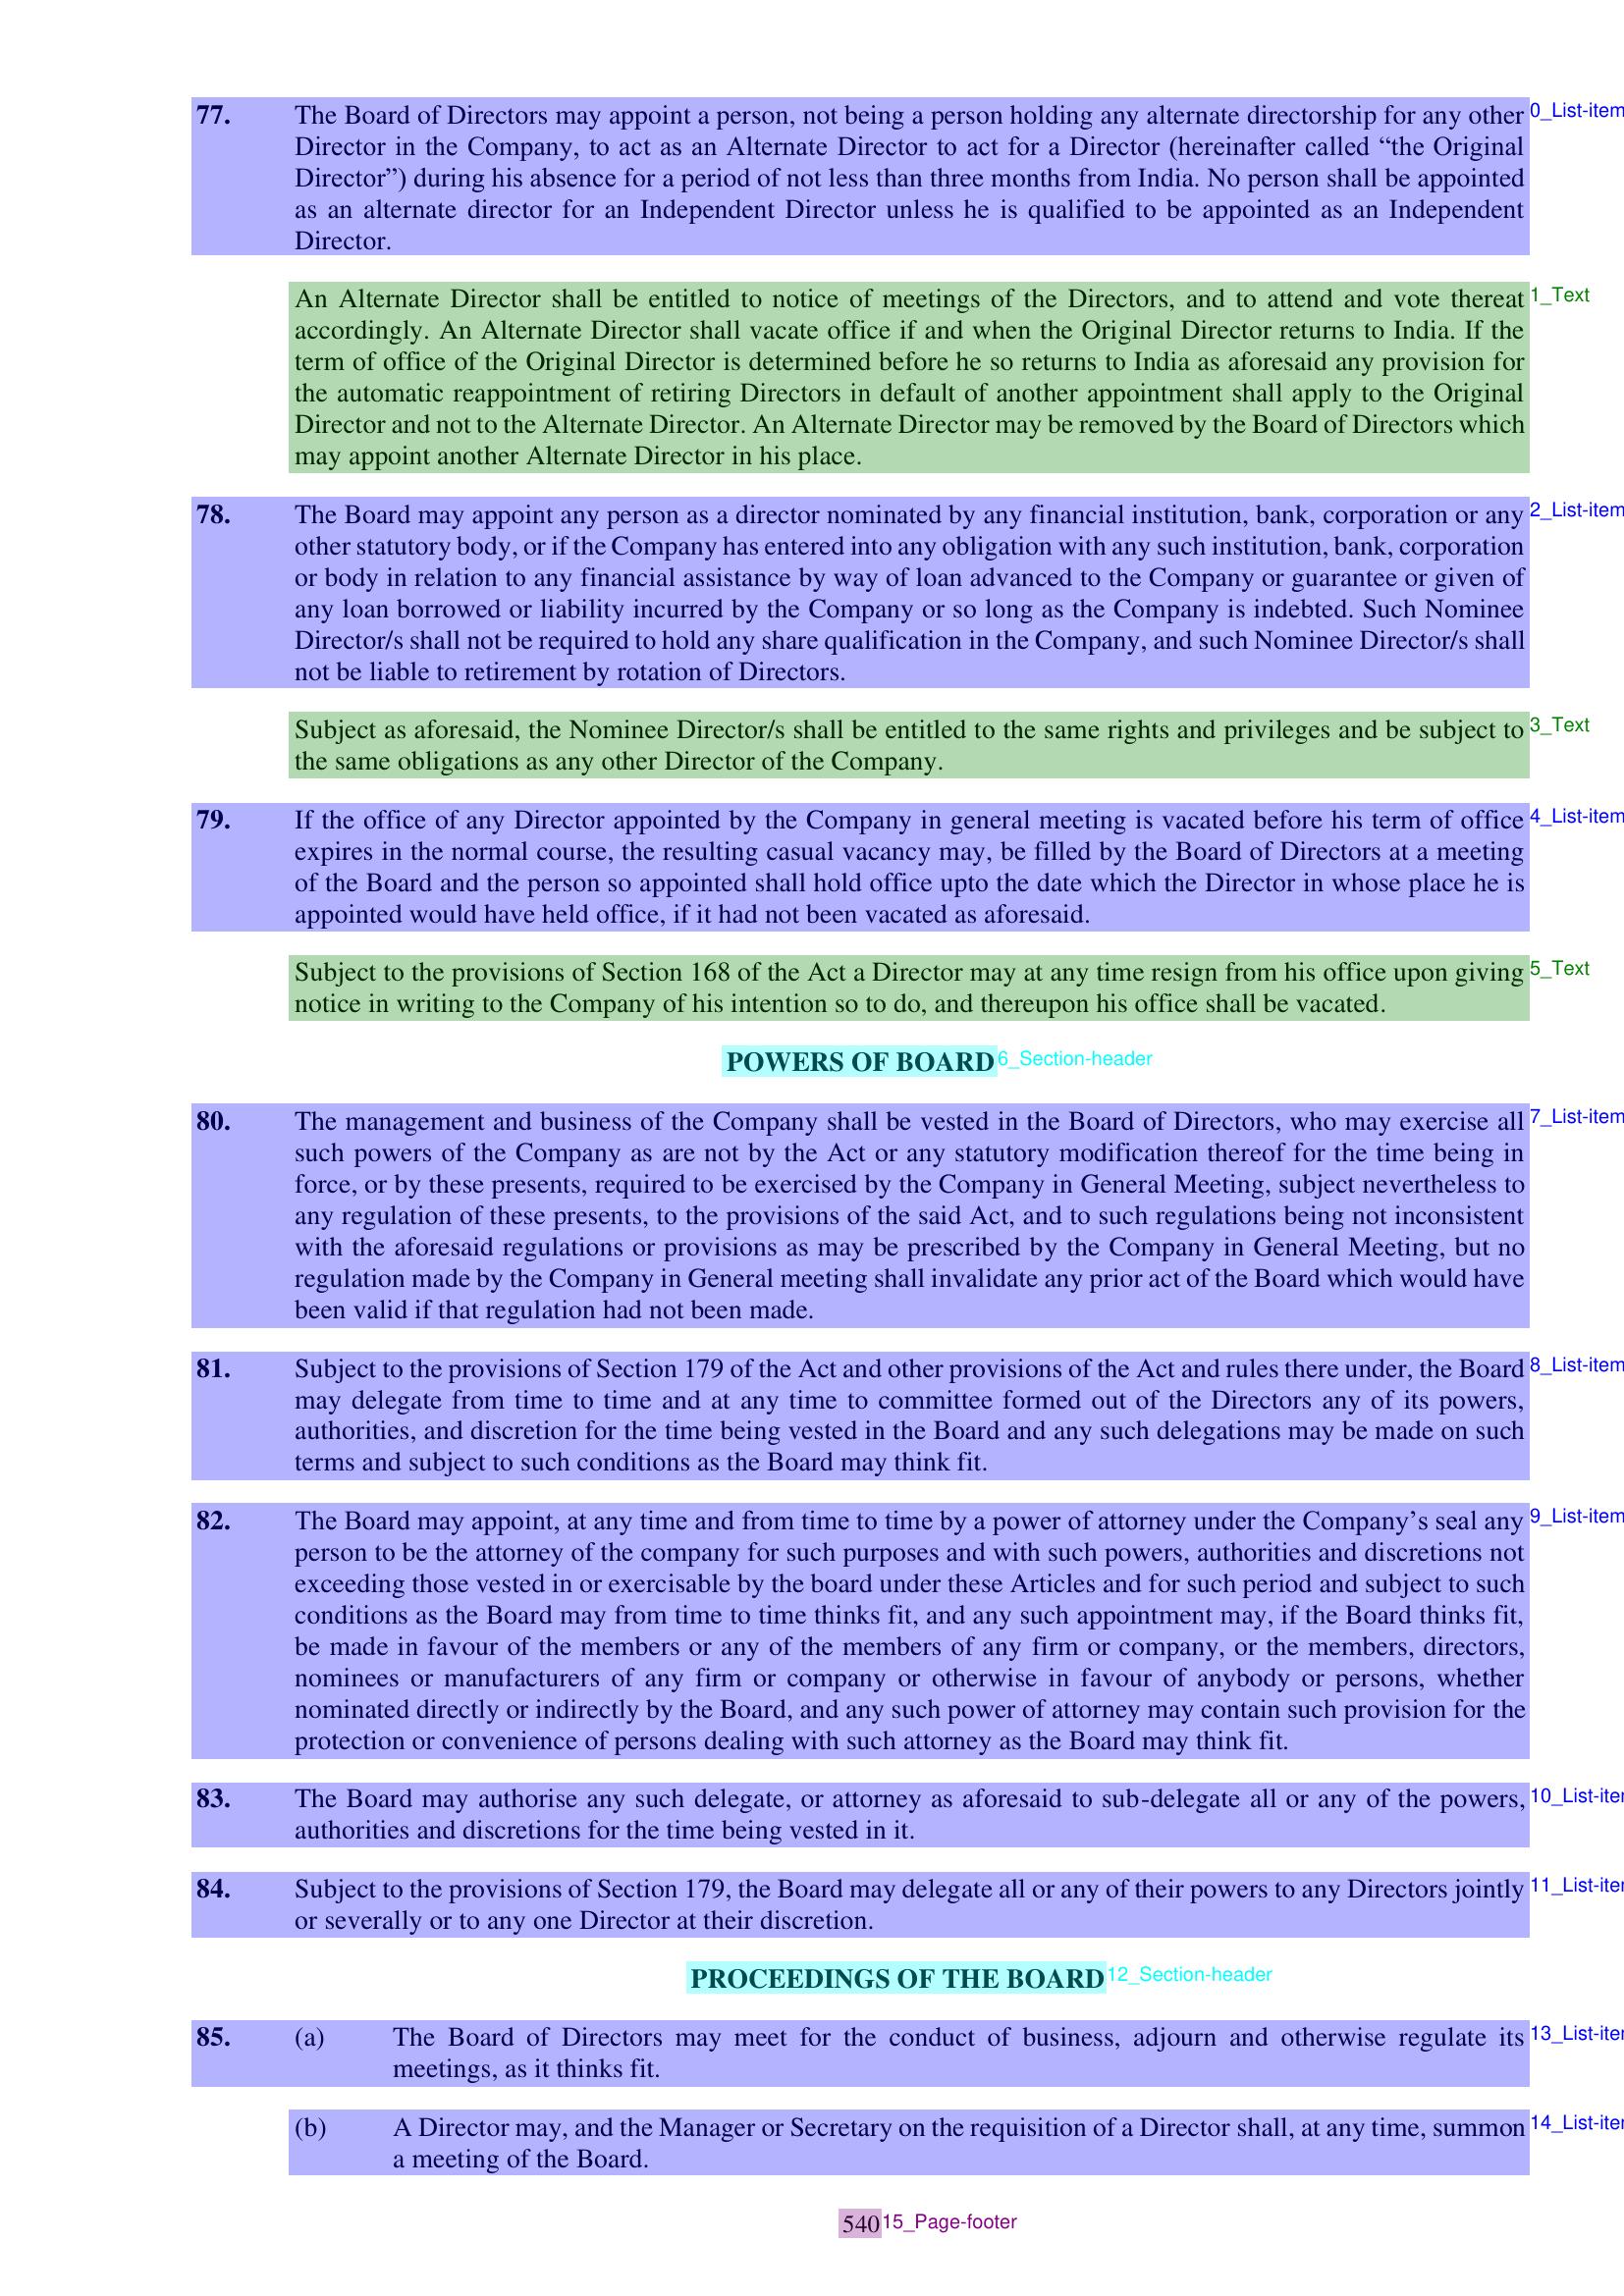 77. The Board of Directors may appoint a person, not being a person holding any alternate directorship for any other 0_List-item
Director in the Company, to act as an Alternate Director to act for a Director (hereinafter called “the Original
Director”) during his absence for a period of not less than three months from India. No person shall be appointed
as an alternate director for an Independent Director unless he is qualified to be appointed as an Independent
Director.
An Alternate Director shall be entitled to notice of meetings of the Directors, and to attend and vote thereat 1_Text
accordingly. An Alternate Director shall vacate office if and when the Original Director returns to India. If the
term of office of the Original Director is determined before he so returns to India as aforesaid any provision for
the automatic reappointment of retiring Directors in default of another appointment shall apply to the Original
Director and not to the Alternate Director. An Alternate Director may be removed by the Board of Directors which
may appoint another Alternate Director in his place.
78. The Board may appoint any person as a director nominated by any financial institution, bank, corporation or any 2_List-item
other statutory body, or if the Company has entered into any obligation with any such institution, bank, corporation
or body in relation to any financial assistance by way of loan advanced to the Company or guarantee or given of
any loan borrowed or liability incurred by the Company or so long as the Company is indebted. Such Nominee
Director/s shall not be required to hold any share qualification in the Company, and such Nominee Director/s shall
not be liable to retirement by rotation of Directors.
Subject as aforesaid, the Nominee Director/s shall be entitled to the same rights and privileges and be subject to 3_Text
the same obligations as any other Director of the Company.
79. If the office of any Director appointed by the Company in general meeting is vacated before his term of office 4_List-item
expires in the normal course, the resulting casual vacancy may, be filled by the Board of Directors at a meeting
of the Board and the person so appointed shall hold office upto the date which the Director in whose place he is
appointed would have held office, if it had not been vacated as aforesaid.
Subject to the provisions of Section 168 of the Act a Director may at any time resign from his office upon giving 5_Text
notice in writing to the Company of his intention so to do, and thereupon his office shall be vacated.
POWERS OF BOARD 6_Section-header
80. The management and business of the Company shall be vested in the Board of Directors, who may exercise all 7_List-item
such powers of the Company as are not by the Act or any statutory modification thereof for the time being in
force, or by these presents, required to be exercised by the Company in General Meeting, subject nevertheless to
any regulation of these presents, to the provisions of the said Act, and to such regulations being not inconsistent
with the aforesaid regulations or provisions as may be prescribed by the Company in General Meeting, but no
regulation made by the Company in General meeting shall invalidate any prior act of the Board which would have
been valid if that regulation had not been made.
81. Subject to the provisions of Section 179 of the Act and other provisions of the Act and rules there under, the Board 8_List-item
may delegate from time to time and at any time to committee formed out of the Directors any of its powers,
authorities, and discretion for the time being vested in the Board and any such delegations may be made on such
terms and subject to such conditions as the Board may think fit.
82. The Board may appoint, at any time and from time to time by a power of attorney under the Company’s seal any 9_List-item
person to be the attorney of the company for such purposes and with such powers, authorities and discretions not
exceeding those vested in or exercisable by the board under these Articles and for such period and subject to such
conditions as the Board may from time to time thinks fit, and any such appointment may, if the Board thinks fit,
be made in favour of the members or any of the members of any firm or company, or the members, directors,
nominees or manufacturers of any firm or company or otherwise in favour of anybody or persons, whether
nominated directly or indirectly by the Board, and any such power of attorney may contain such provision for the
protection or convenience of persons dealing with such attorney as the Board may think fit.
83. The Board may authorise any such delegate, or attorney as aforesaid to sub-delegate all or any of the powers, 10_List-iter
authorities and discretions for the time being vested in it.
84. Subject to the provisions of Section 179, the Board may delegate all or any of their powers to any Directors jointly 11_List-iter
or severally or to any one Director at their discretion.
PROCEEDINGS OF THE BOARD 12_Section-header
85. (a) The Board of Directors may meet for the conduct of business, adjourn and otherwise regulate its 13_List-iter
meetings, as it thinks fit.
(b) A Director may, and the Manager or Secretary on the requisition of a Director shall, at any time, summon 14_List-iter
a meeting of the Board.
540 15_Page-footer